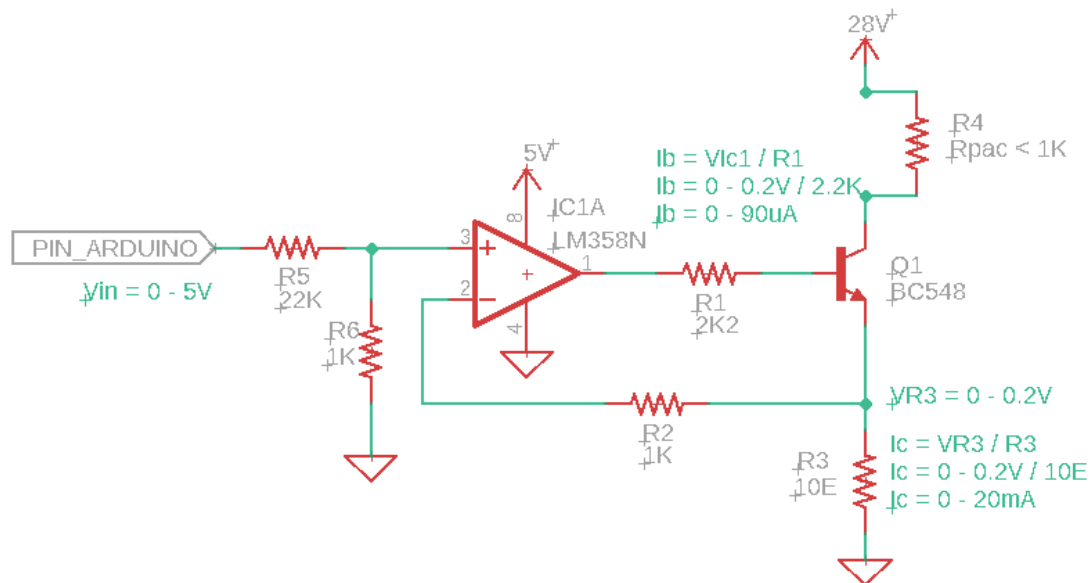 28V
R4
Rpac < 1K
5V
Ib = VIc1 / R1
Ib = 0 - 0.2V / 2.2K
Ib = 0 - 90uA
8
IC1A
LM358N
PIN_ARDUINO
Vin = 0 - 5V
R5
22K
3
2
1
4
R1
2K2
Q1
BC548
R6
1K
R2
1K
VR3 = 0 - 0.2V
R3
10E
Ic = VR3 / R3
Ic = 0 - 0.2V / 10E
Ic = 0 - 20mA